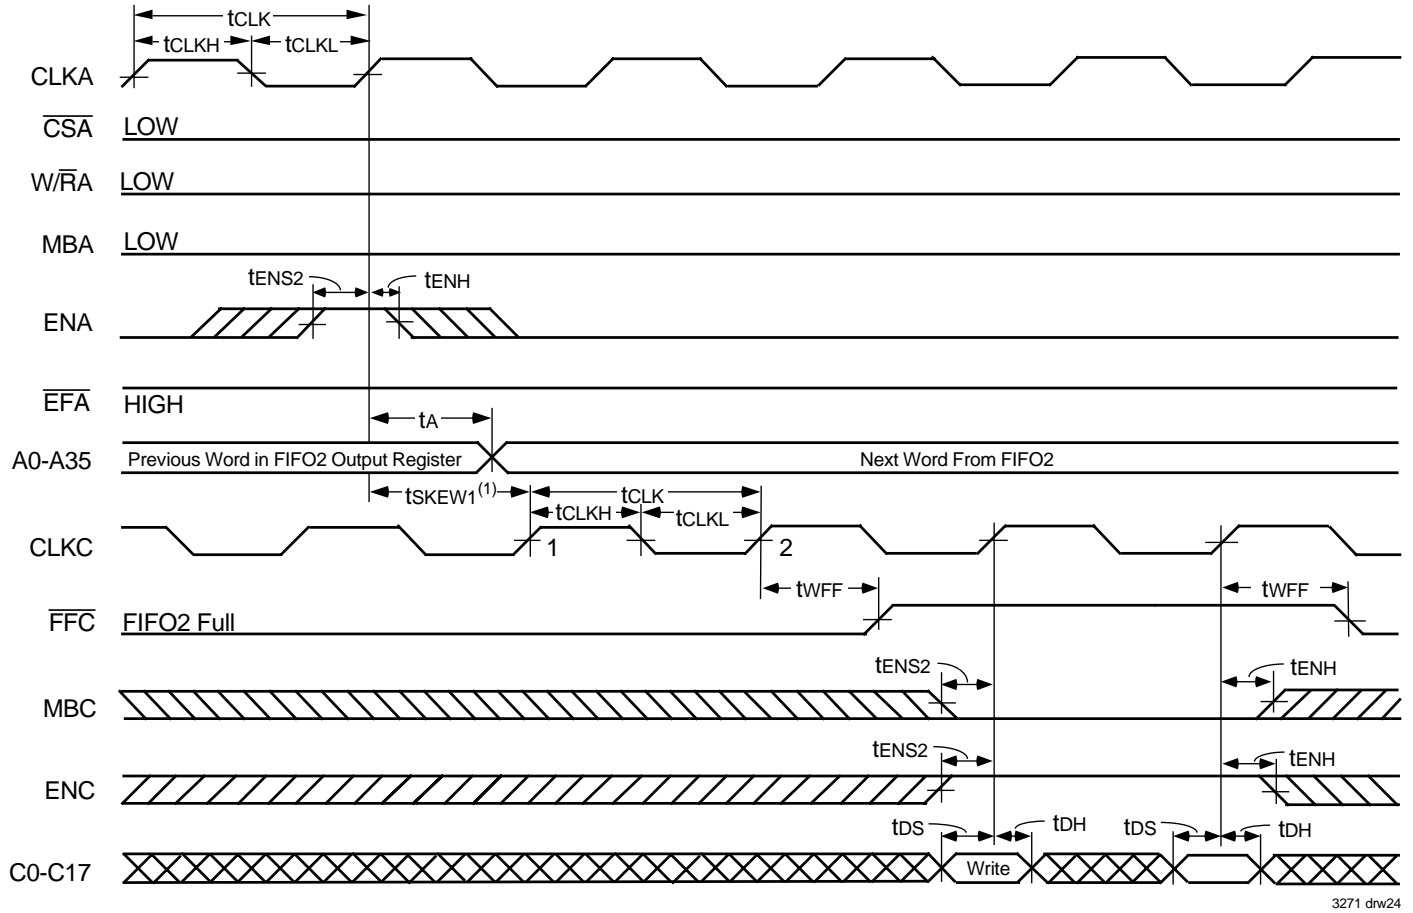 tCLK
tCLKH tCLKL
CLKA
CSA LOW
W/RA LOW
MBA LOW
tENS2 tENH
ENA
EFA HIGH
tA
A0-A35 Previous Word in FIFO2 Output Register Next Word From FIFO2
tSKEW1(1) tCLK
tCLKH tCLKL
CLKC 1 2
tWFF tWFF
FFC FIFO2 Full
tENS2 tENH
MBC
tENS2 tENH
ENC
tDS tDH tDS tDH
C0-C17 Write
3271 drw24